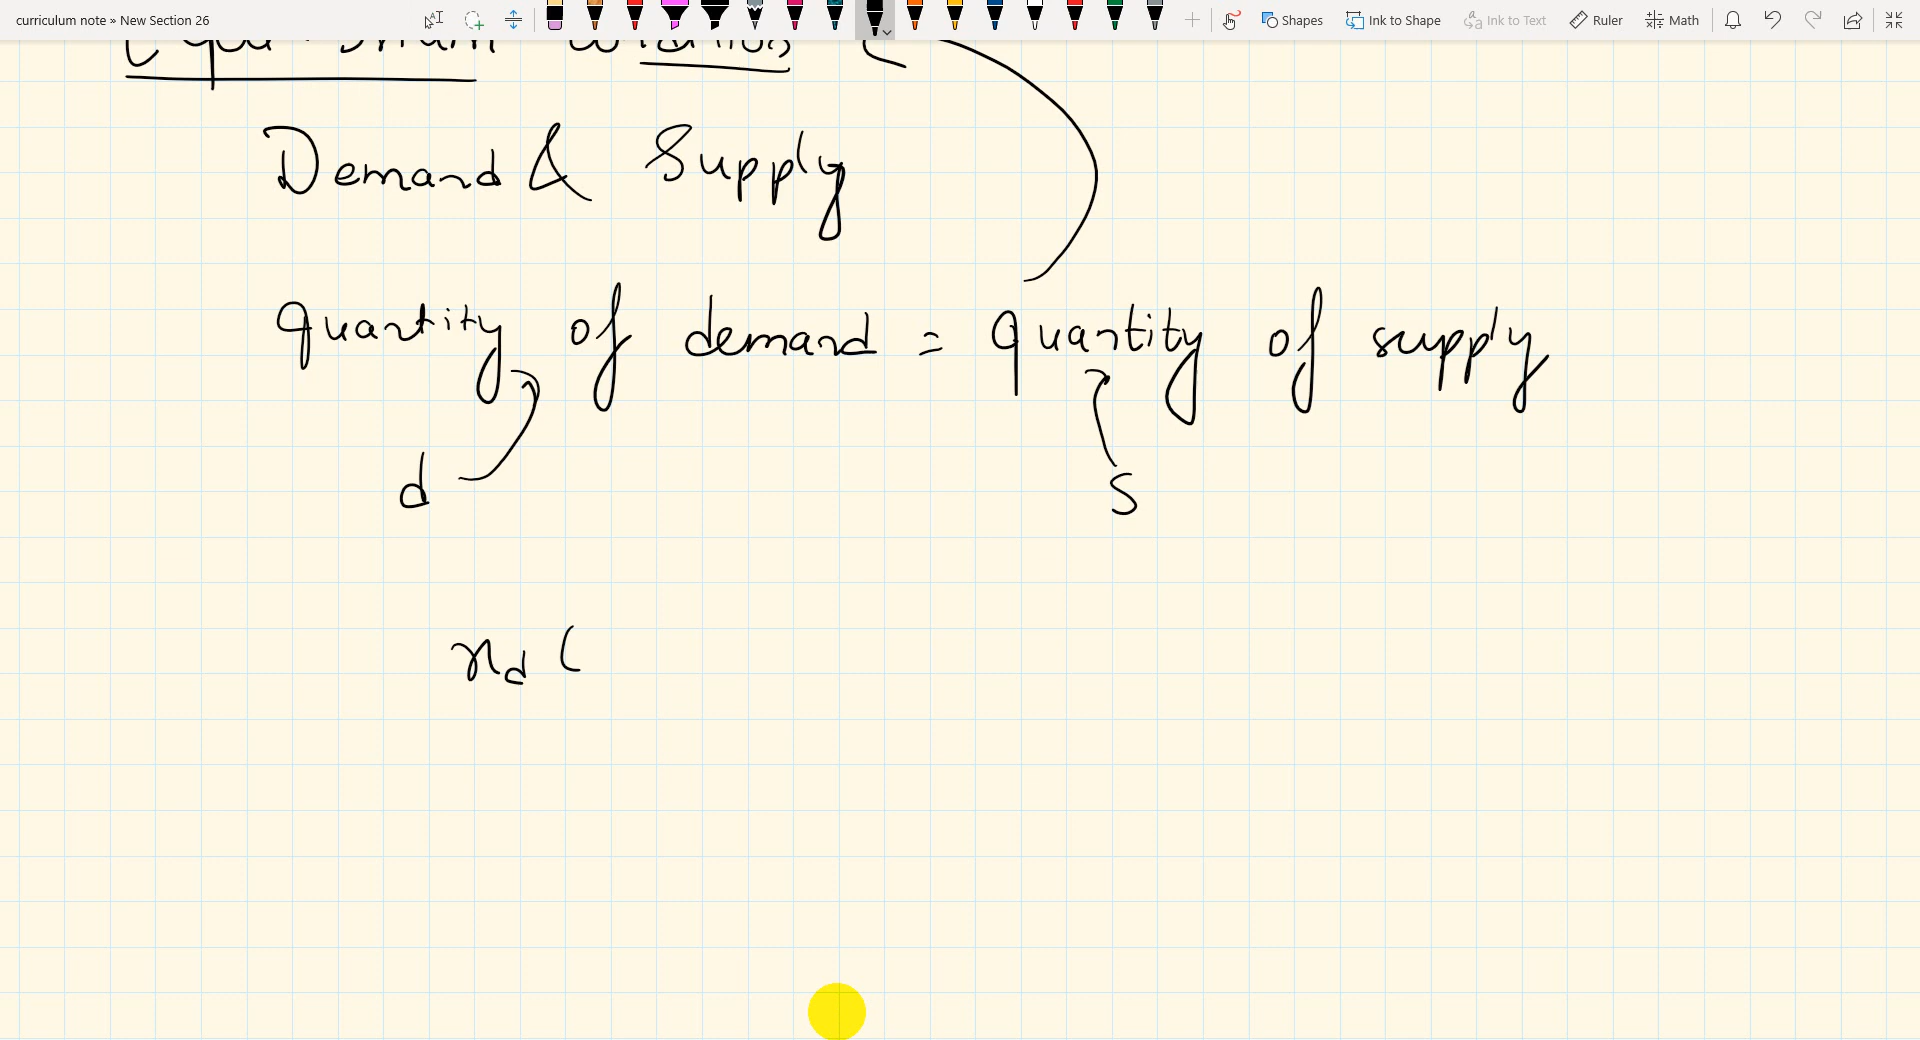 curriculum note » New Section 26 Shapes Ink to Shape Ink to Text Ruler Math
Demand & Supply
Quantity of demand = Quantity of supply
d s
x_d (